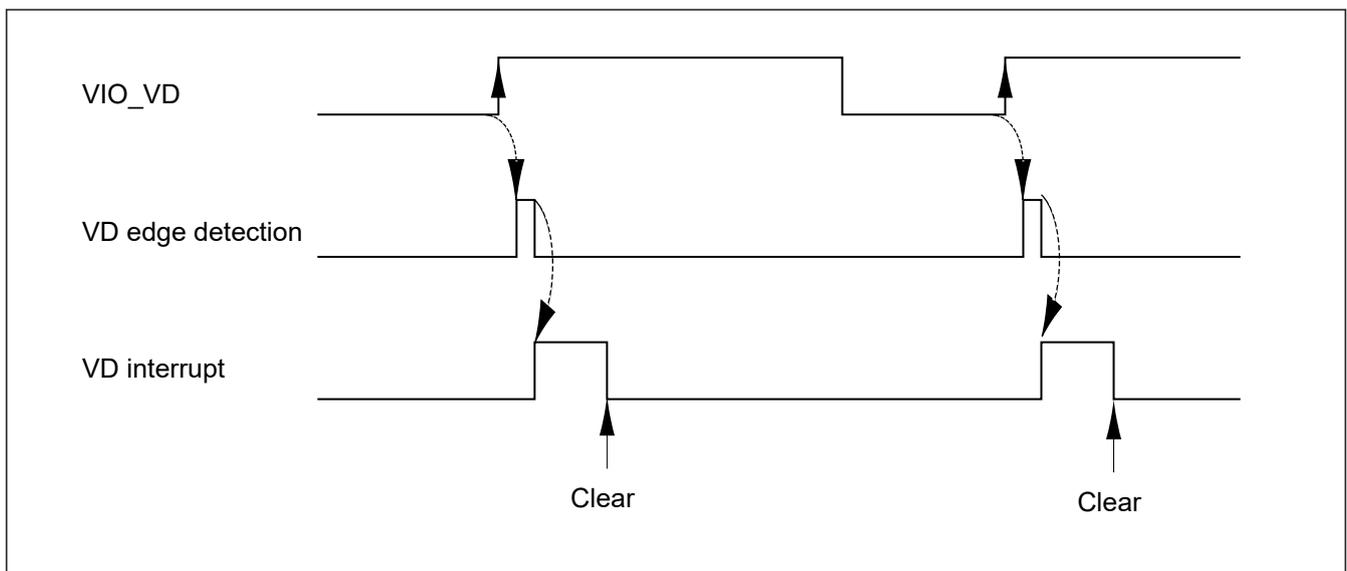 VIO_VD
VD edge detection
VD interrupt
Clear
Clear